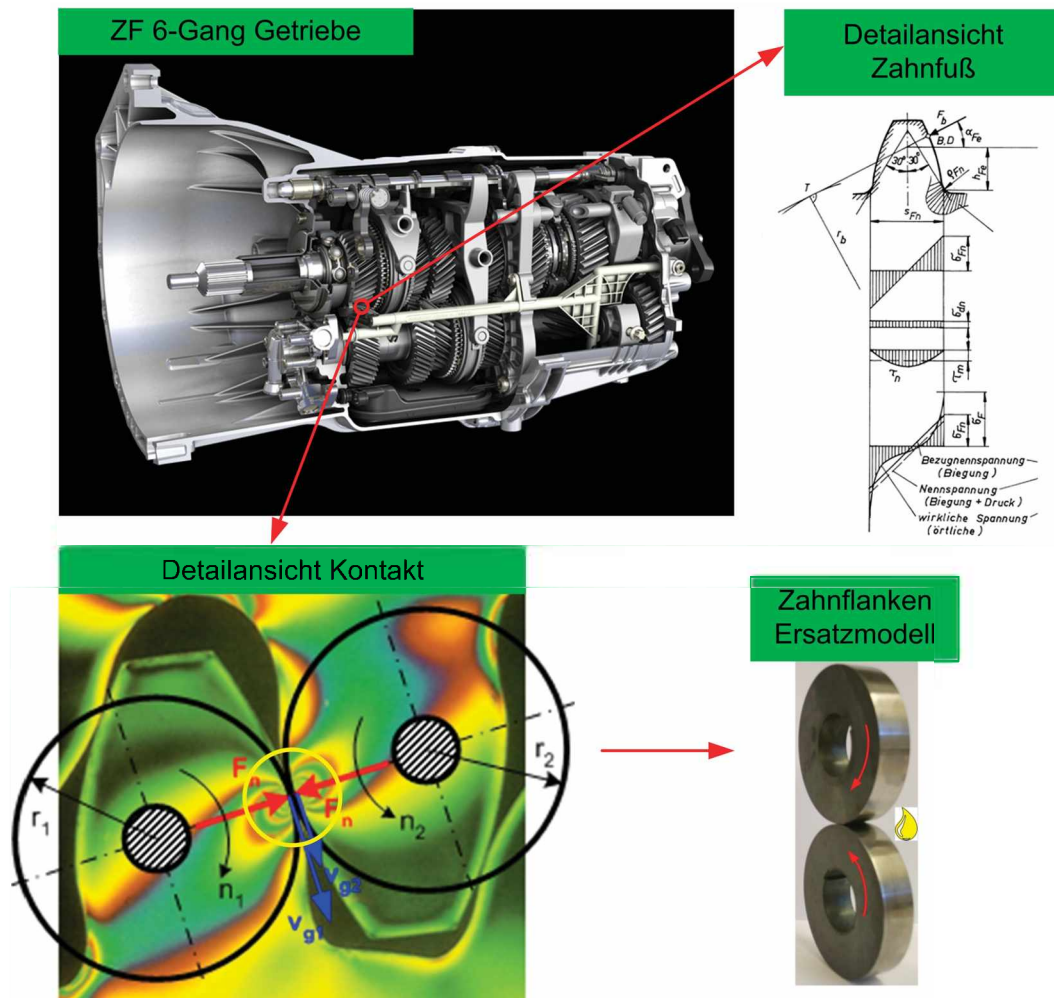 ZF 6-Gang Getriebe
Detailansicht
Zahnfuß
F_b
α_Fe
B,D
30° 30°
h_Fe
ρ_Fn
T
s_Fn
r_b
σ_Fn
σ_dn
τ_n
τ_m
σ_Fn
σ_F
Bezugnennspannung
(Biegung)
Nennspannung
(Biegung + Druck)
wirkliche Spannung
(örtliche)
Detailansicht Kontakt
r_1
F_n
F_n
r_2
n_1
n_2
v_g2
v_g1
Zahnflanken
Ersatzmodell